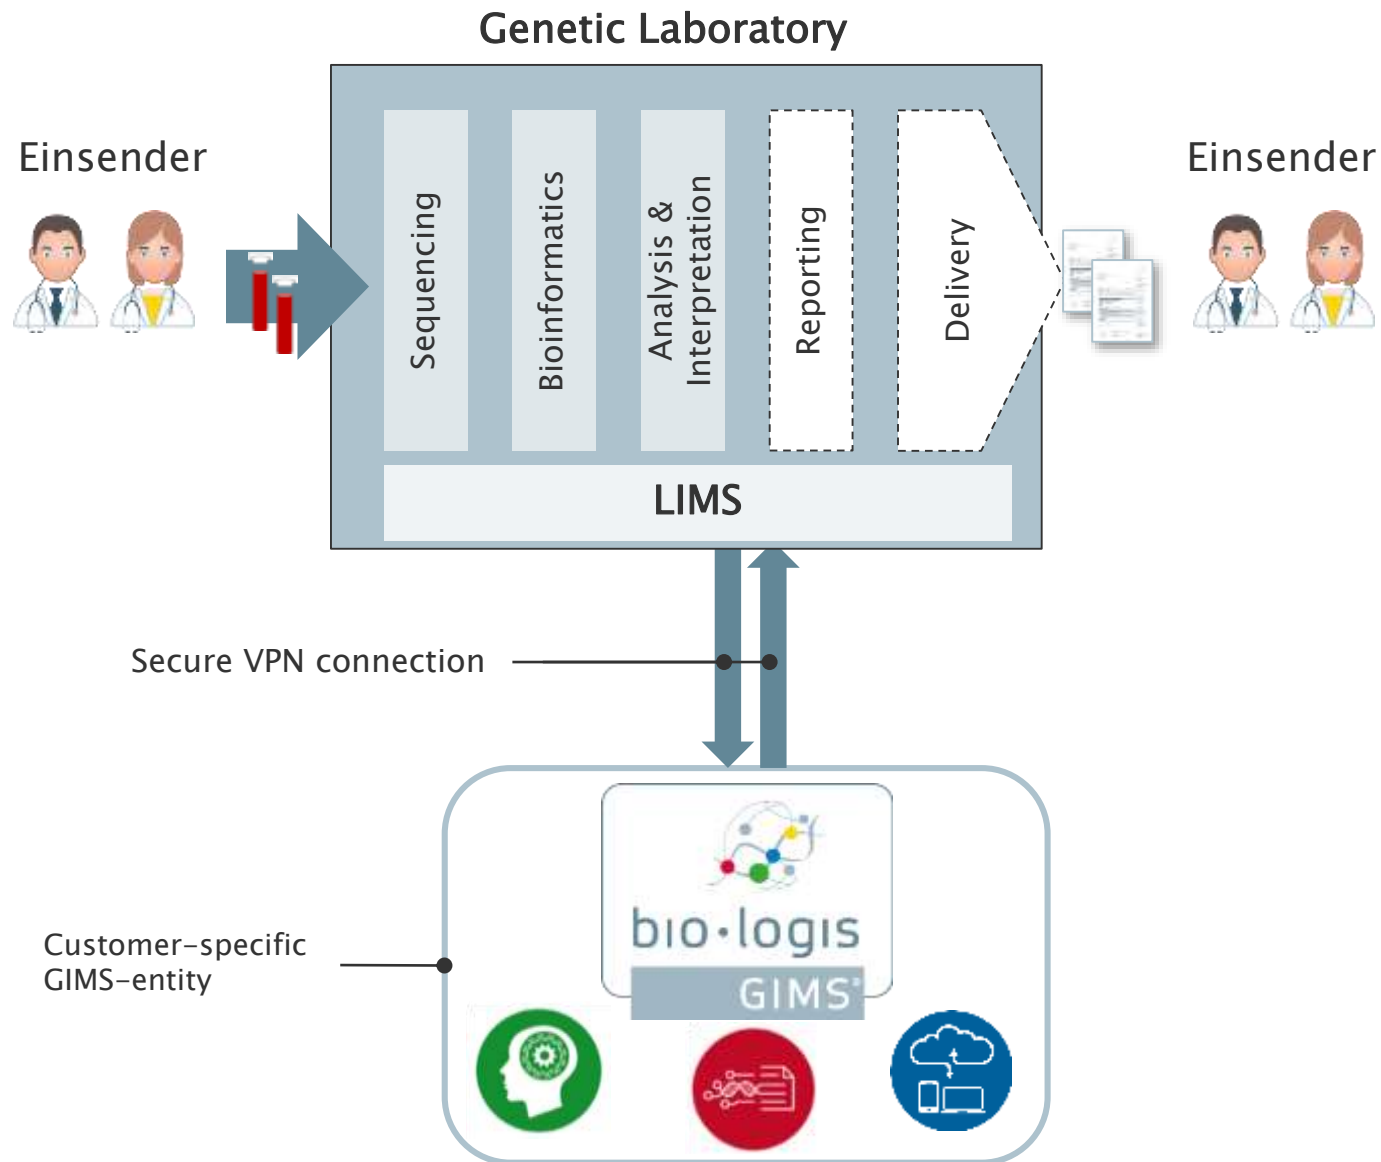 Genetic Laboratory
Einsender
Einsender
Sequencing
Bioinformatics
Analysis &
Interpretation
Reporting
Delivery
LIMS
Secure VPN connection
bio•logis
GIMS®
Customer-specific
GIMS-entity